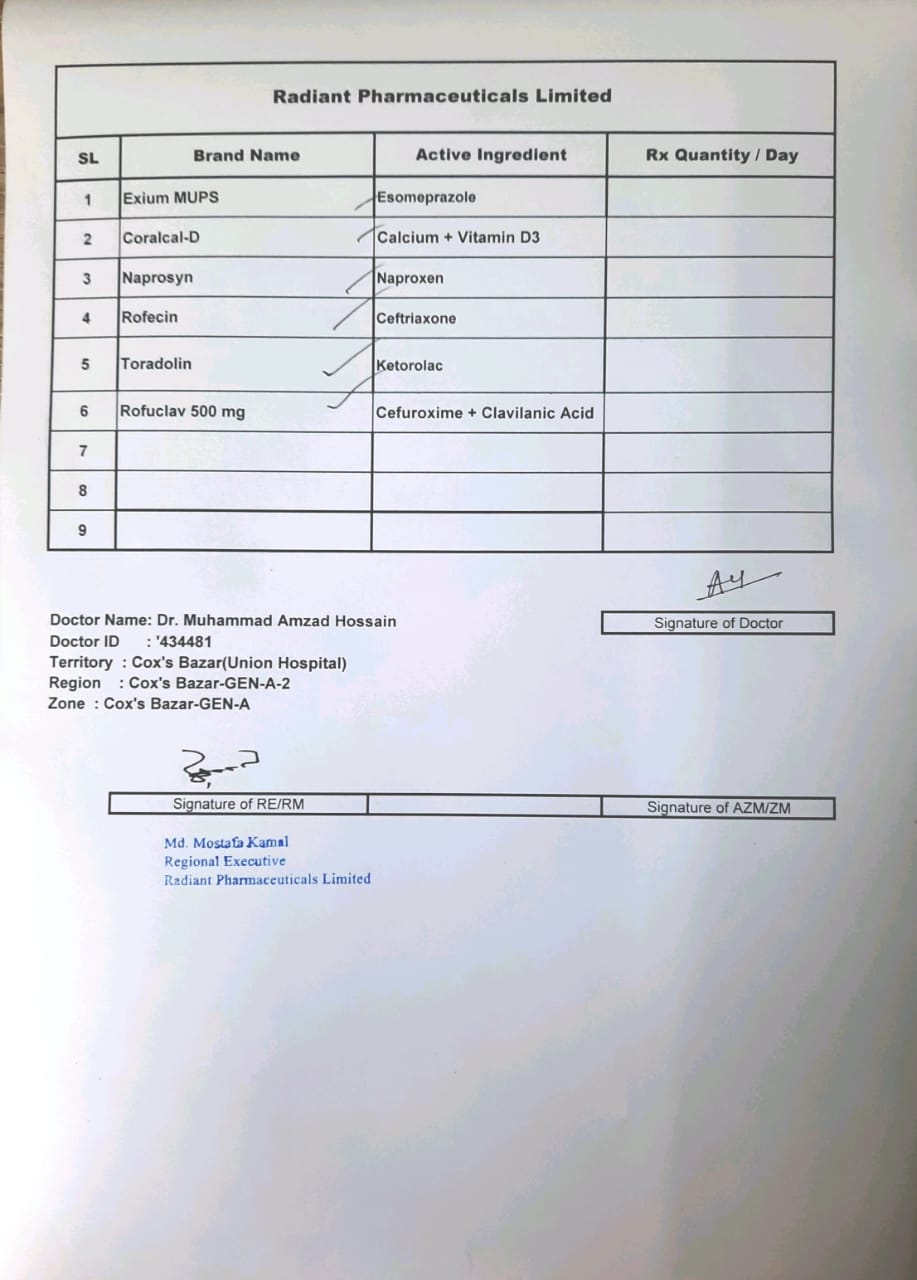 Radiant Pharmaceuticals Limited
SL Brand Name Active Ingredient Rx Quantity / Day
1 Exium MUPS Esomeprazole
2 Coralcal-D Calcium + Vitamin D3
3 Naprosyn Naproxen
4 Rofecin Ceftriaxone
5 Toradolin Ketorolac
6 Rofuclav 500 mg Cefuroxime + Clavilanic Acid
7
8
9
Signature of Doctor
Doctor Name: Dr. Muhammad Amzad Hossain
Doctor ID : '434481
Territory : Cox's Bazar(Union Hospital)
Region : Cox's Bazar-GEN-A-2
Zone : Cox's Bazar-GEN-A
Signature of RE/RM Signature of AZM/ZM
Md. Mostafa Kamal
Regional Executive
Radiant Pharmaceuticals Limited